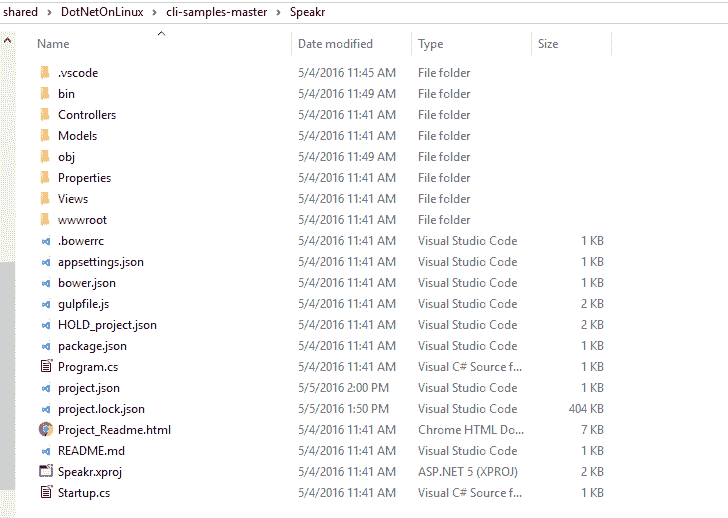 shared > DotNetOnLinux > cli-samples-master > Speakr
Name Date modified Type Size
.vscode 5/4/2016 11:45 AM File folder
bin 5/4/2016 11:49 AM File folder
Controllers 5/4/2016 11:41 AM File folder
Models 5/4/2016 11:41 AM File folder
obj 5/4/2016 11:49 AM File folder
Properties 5/4/2016 11:41 AM File folder
Views 5/4/2016 11:41 AM File folder
wwwroot 5/4/2016 11:41 AM File folder
.bowerrc 5/4/2016 11:41 AM Visual Studio Code 1 KB
appsettings.json 5/4/2016 11:41 AM Visual Studio Code 1 KB
bower.json 5/4/2016 11:41 AM Visual Studio Code 1 KB
gulpfile.js 5/4/2016 11:41 AM Visual Studio Code 2 KB
HOLD_project.json 5/4/2016 11:41 AM Visual Studio Code 2 KB
package.json 5/4/2016 11:41 AM Visual Studio Code 1 KB
Program.cs 5/4/2016 11:41 AM Visual C# Source f... 1 KB
project.json 5/5/2016 2:00 PM Visual Studio Code 2 KB
project.lock.json 5/5/2016 1:50 PM Visual Studio Code 404 KB
Project_Readme.html 5/4/2016 11:41 AM Chrome HTML Do... 7 KB
README.md 5/4/2016 11:41 AM Visual Studio Code 1 KB
Speakr.xproj 5/4/2016 11:41 AM ASP.NET 5 (XPROJ) 2 KB
Startup.cs 5/4/2016 11:41 AM Visual C# Source f... 1 KB